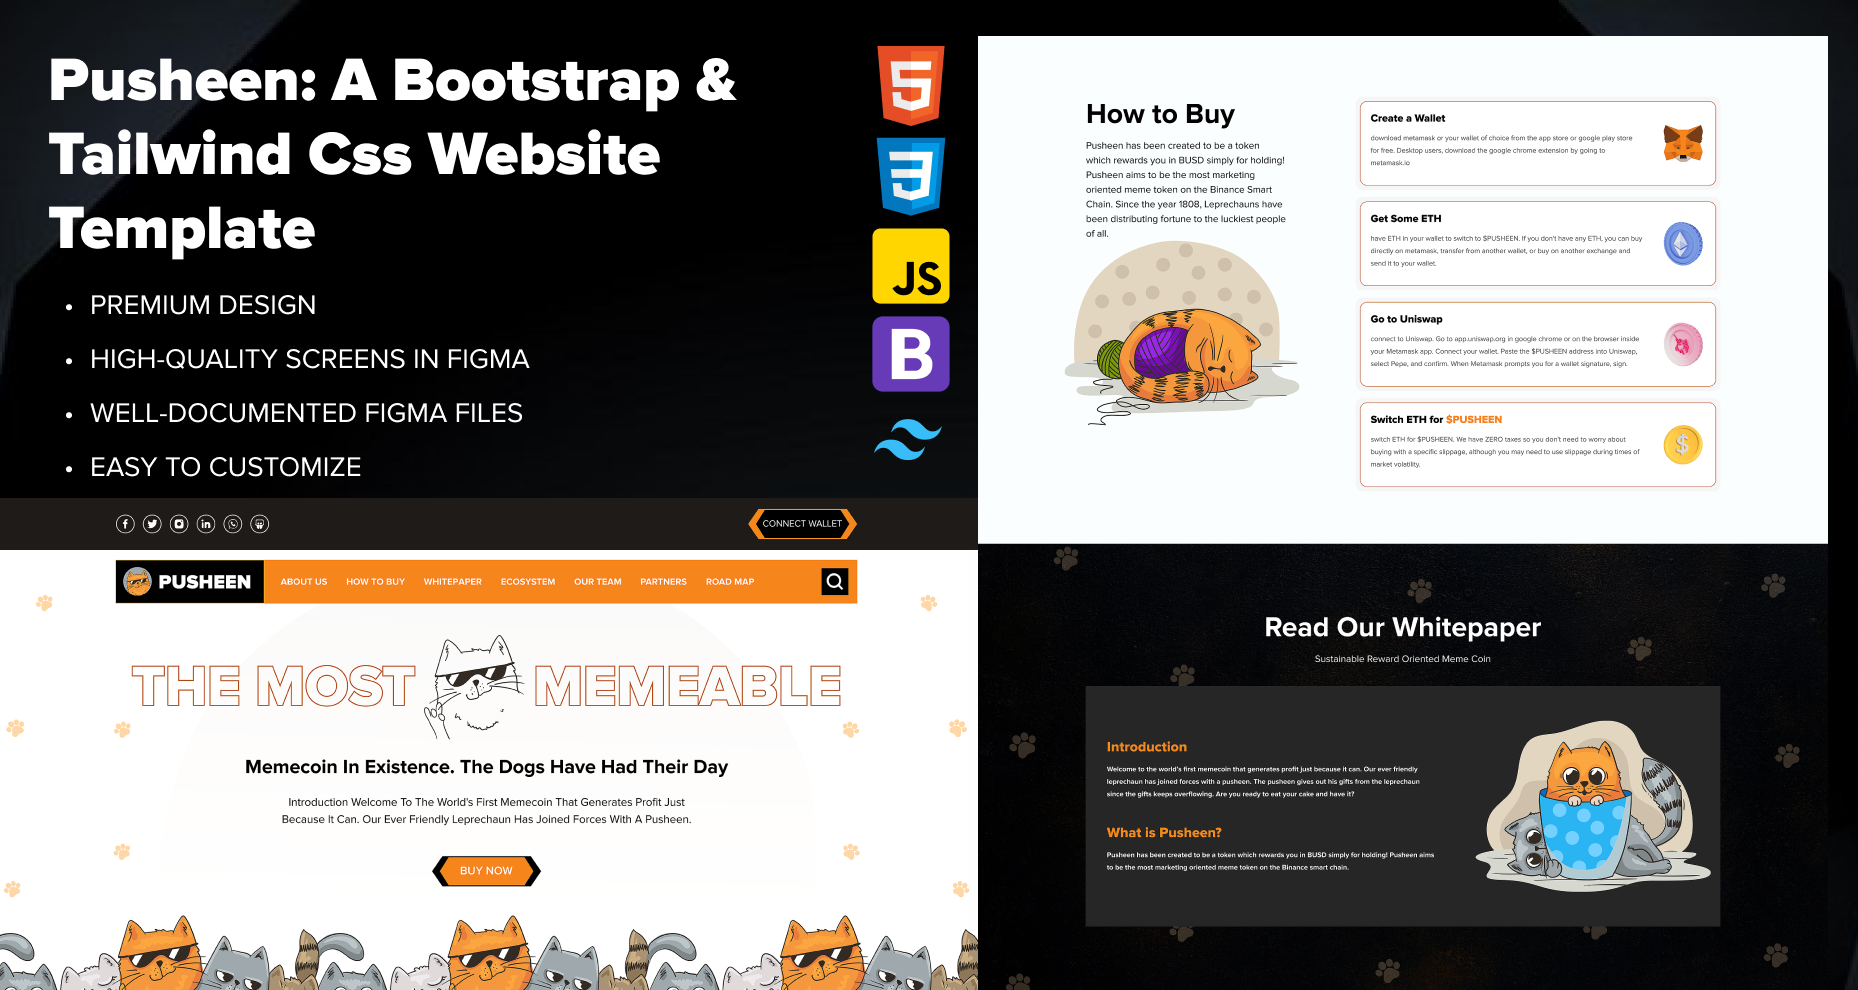 Pusheen: A Bootstrap &
Tailwind Css Website
Template
• PREMIUM DESIGN
• HIGH-QUALITY SCREENS IN FIGMA
• WELL-DOCUMENTED FIGMA FILES
• EASY TO CUSTOMIZE
5
3
JS
B
CONNECT WALLET
PUSHEEN
ABOUT US HOW TO BUY WHITEPAPER ECOSYSTEM OUR TEAM PARTNERS ROAD MAP
THE MOST MEMEABLE
Memecoin In Existence. The Dogs Have Had Their Day
Introduction Welcome To The World's First Memecoin That Generates Profit Just
Because It Can. Our Ever Friendly Leprechaun Has Joined Forces With A Pusheen.
BUY NOW
How to Buy
Pusheen has been created to be a token
which rewards you in BUSD simply for holding!
Pusheen aims to be the most marketing
oriented meme token on the Binance Smart
Chain. Since the year 1808, Leprechauns have
been distributing fortune to the luckiest people
of all.
Create a Wallet
download metamask or your wallet of choice from the app store or google play store
for free. Desktop users, download the google chrome extension by going to
metamask.io
Get Some ETH
have ETH in your wallet to switch to $PUSHEEN. If you don't have any ETH, you can buy
directly on metamask, transfer from another wallet, or buy on another exchange and
send it to your wallet.
Go to Uniswap
connect to Uniswap. Go to app.uniswap.org in google chrome or on the browser inside
your Metamask app. Connect your wallet. Paste the $PUSHEEN address into Uniswap,
select Pepe, and confirm. When Metamask prompts you for a wallet signature, sign.
Switch ETH for $PUSHEEN
switch ETH for $PUSHEEN. We have ZERO taxes so you don't need to worry about
buying with a specific slippage, although you may need to use slippage during times of
market volatility.
$
Read Our Whitepaper
Sustainable Reward Oriented Meme Coin
Introduction
Welcome to the world's first memecoin that generates profit just because it can. Our ever friendly
leprechaun has joined forces with a pusheen. The pusheen gives out his gifts from the leprechaun
since the gifts keeps overflowing. Are you ready to eat your cake and have it?
What is Pusheen?
Pusheen has been created to be a token which rewards you in BUSD simply for holding! Pusheen aims
to be the most marketing oriented meme token on the Binance smart chain.